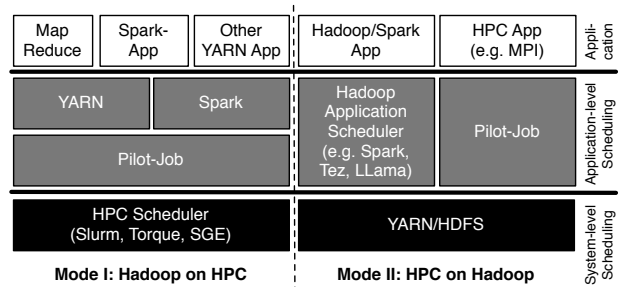 Map
Reduce
Spark-
App
Other
YARN App
Hadoop/Spark
App
HPC App
(e.g. MPI)
Appli-
cation
YARN
Spark
Pilot-Job
Hadoop
Application
Scheduler
(e.g. Spark,
Tez, LLama)
Pilot-Job
Application-level
Scheduling
HPC Scheduler
(Slurm, Torque, SGE)
YARN/HDFS
System-level
Scheduling
Mode I: Hadoop on HPC
Mode II: HPC on Hadoop